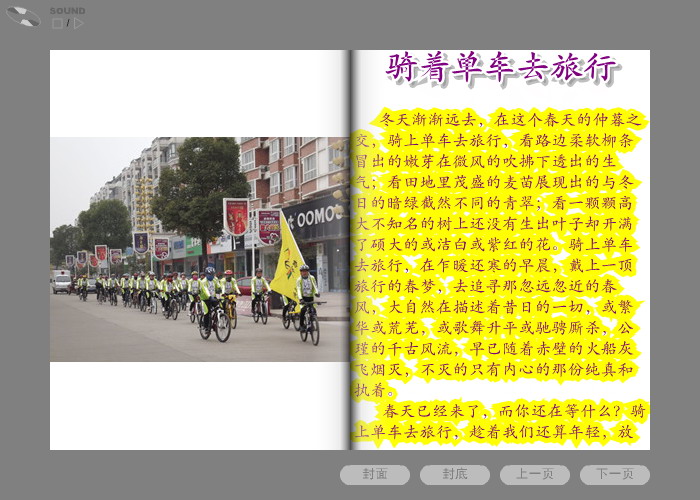 SOUND
/
骑着单车去旅行
冬天渐渐远去，在这个春天的仲暮之
交，骑上单车去旅行，看路边柔软柳条
冒出的嫩芽在微风的吹拂下透出的生
气；看田地里茂盛的麦苗展现出的与冬
日的暗绿截然不同的青翠；看一颗颗高
大不知名的树上还没有生出叶子却开满
了硕大的或洁白或紫红的花。骑上单车
去旅行，在乍暖还寒的早晨，戴上一顶
旅行的春梦，去追寻那忽远忽近的春
风，大自然在描述着昔日的一切，或繁
华或荒芜，或歌舞升平或驰骋厮杀，公
瑾的千古风流，早已随着赤壁的火船灰
飞烟灭，不灭的只有内心的那份纯真和
执着。
春天已经来了，而你还在等什么？骑
上单车去旅行，趁着我们还算年轻，放
OOMO
封面
封底
上一页
下一页